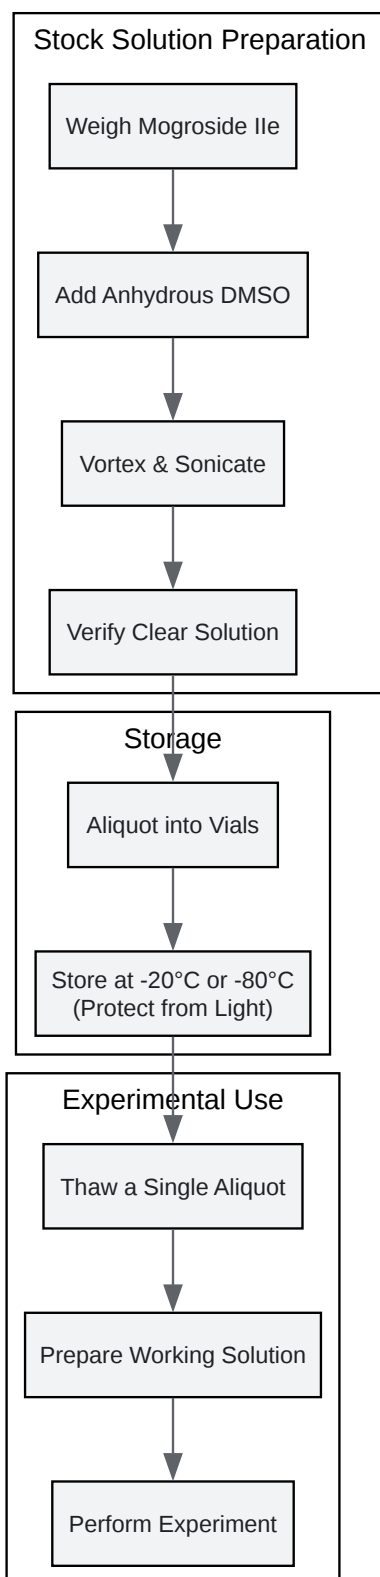 Stock Solution Preparation
Weigh Mogroside IIe
Add Anhydrous DMSO
Vortex & Sonicate
Verify Clear Solution
Storage
Aliquot into Vials
Store at -20°C or -80°C
(Protect from Light)
Experimental Use
Thaw a Single Aliquot
Prepare Working Solution
Perform Experiment